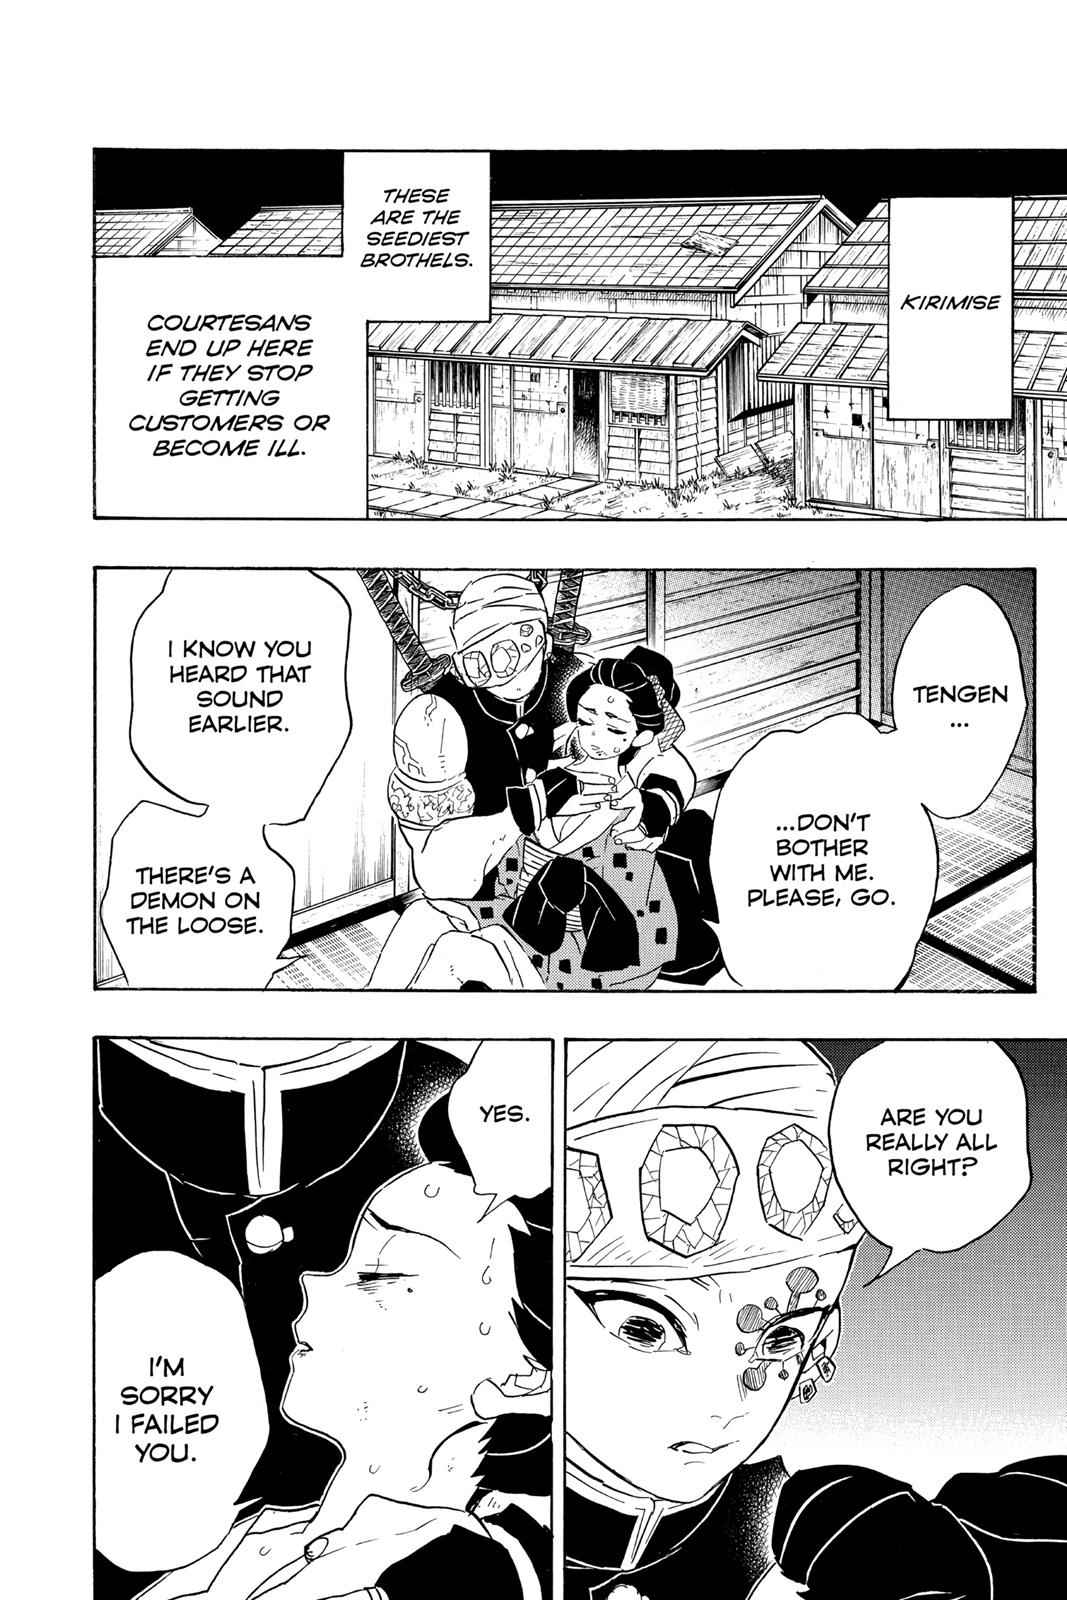 KIRIMISE
THESE
ARE THE
SEEDIEST
BROTHELS.
COURTESANS
END UP HERE
IF THEY STOP
GETTING
CUSTOMERS OR
BECOME ILL.
TENGEN
...
...DON'T
BOTHER
WITH ME.
PLEASE, GO.
I KNOW YOU
HEARD THAT
SOUND
EARLIER.
THERE'S A
DEMON ON
THE LOOSE.
ARE YOU
REALLY ALL
RIGHT?
YES.
I'M
SORRY
I FAILED
YOU.